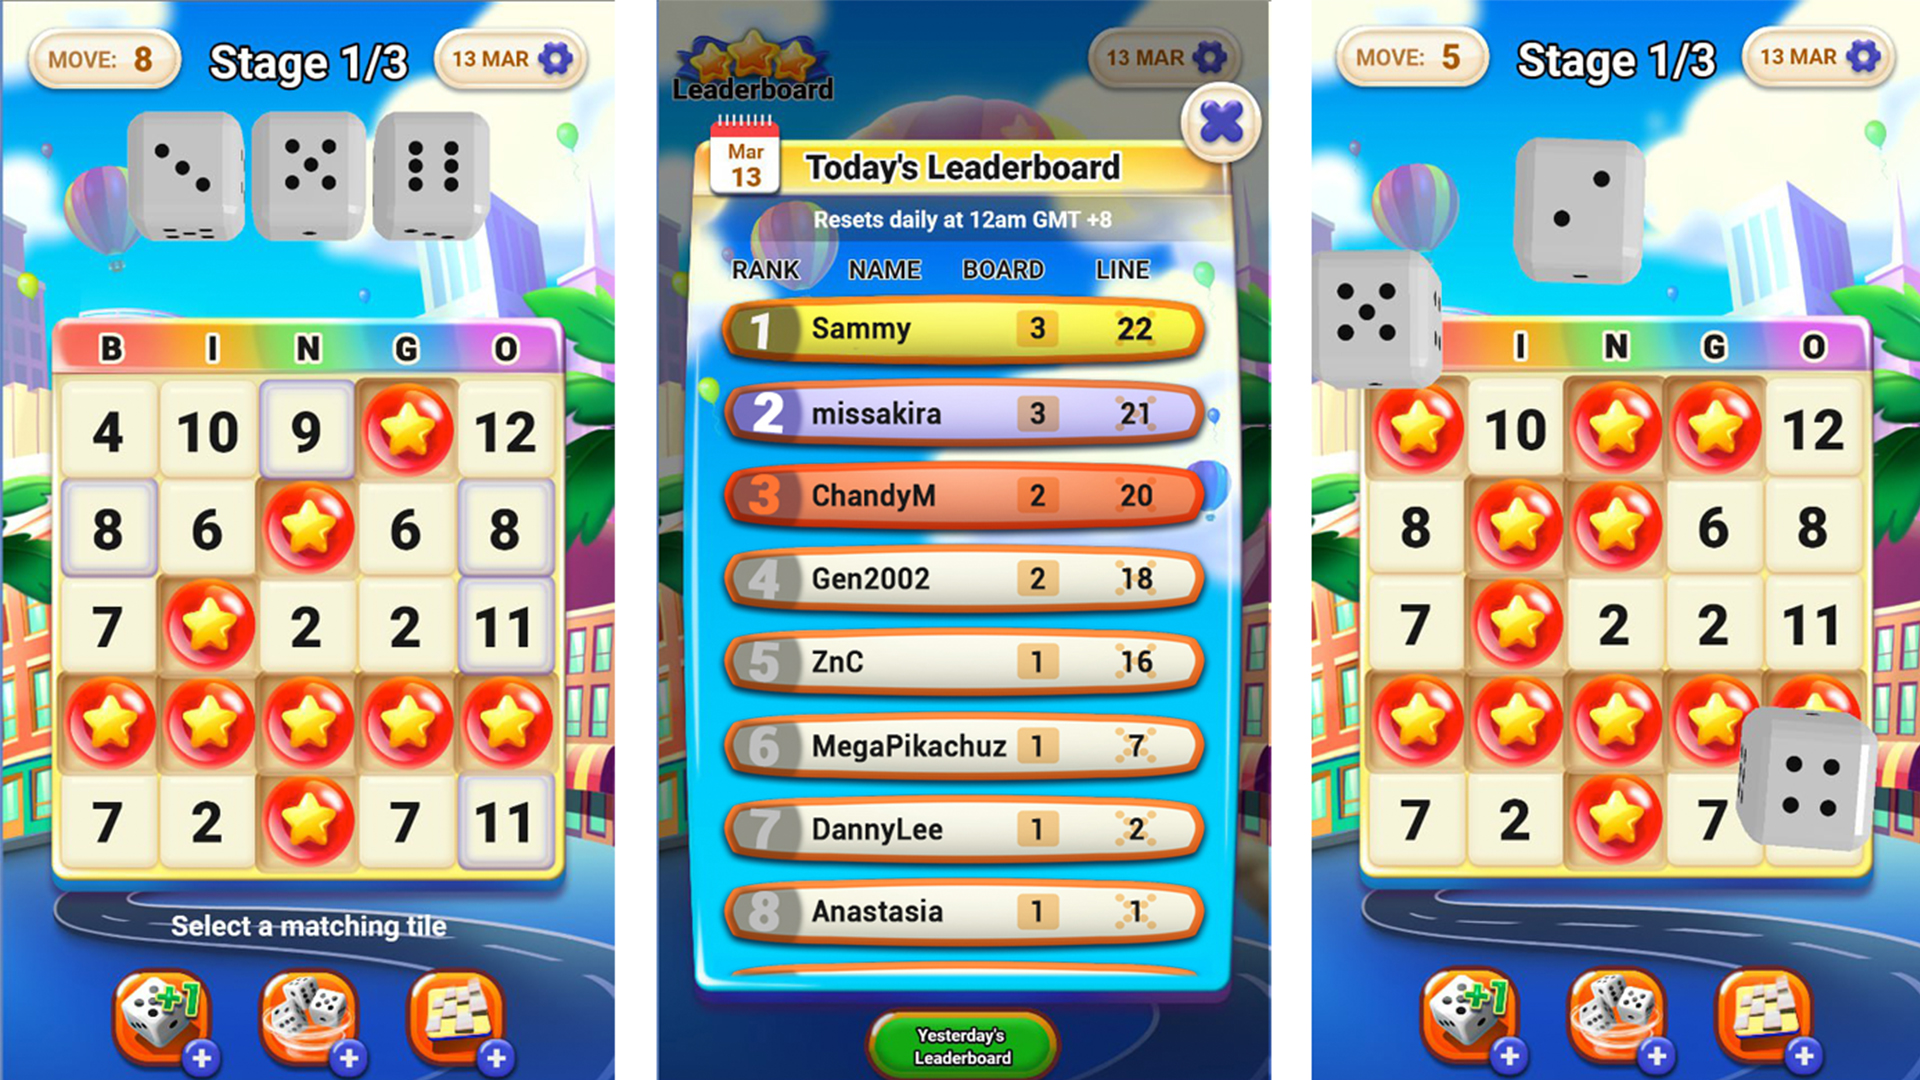 MOVE: 8
Stage 1/3
13 MAR
B I N G O
4 10 9 12
8 6 6 8
7 2 2 11
7 2 7 11
Select a matching tile
+1
Leaderboard
13 MAR
Mar
13
Today's Leaderboard
Resets daily at 12am GMT +8
RANK NAME BOARD LINE
1 Sammy 3 22
2 missakira 3 21
3 ChandyM 2 20
4 Gen2002 2 18
5 ZnC 1 16
6 MegaPikachuz 1 7
7 DannyLee 1 2
8 Anastasia 1 1
Yesterday's
Leaderboard
MOVE: 5
Stage 1/3
13 MAR
I N G O
10 12
8 6 8
7 2 2 11
7 2 7
+1